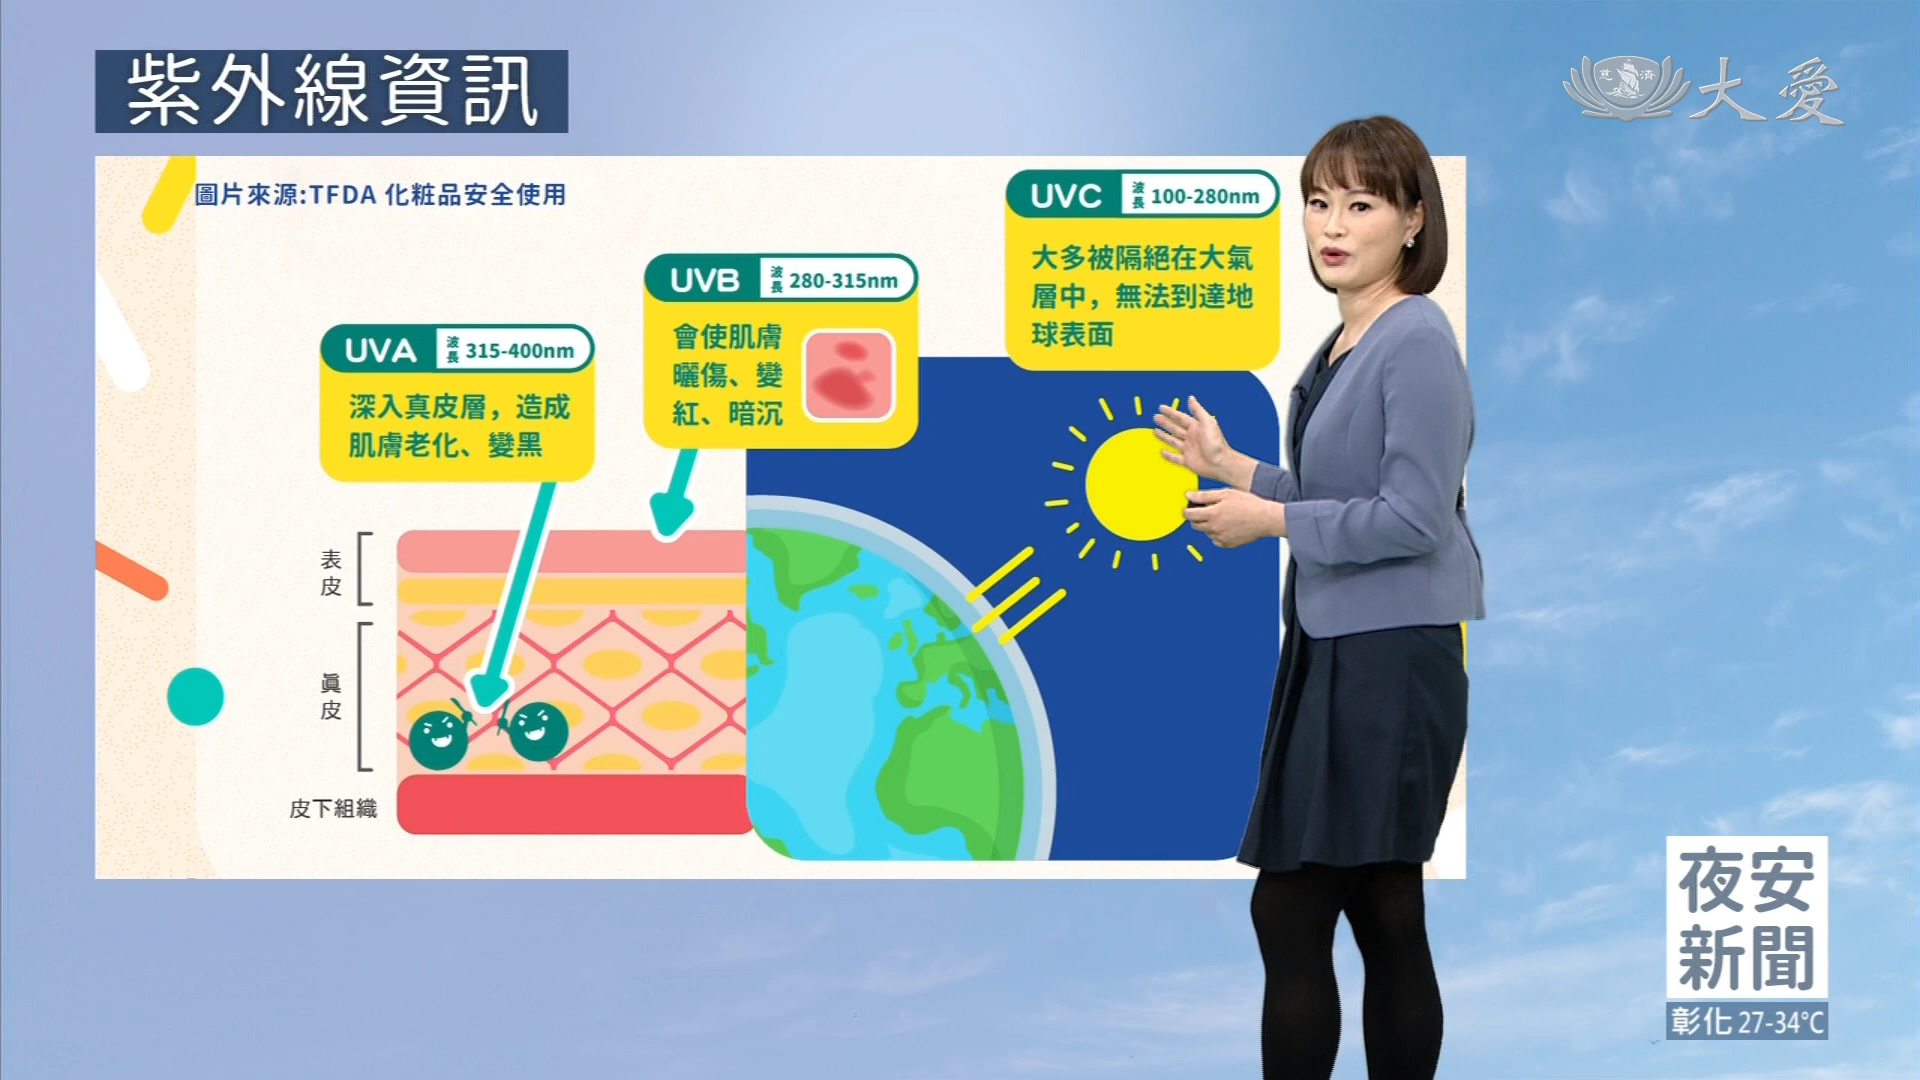 紫外線資訊
慈濟
大愛
圖片來源:TFDA 化粧品安全使用
UVC 波長 100-280nm
大多被隔絕在大氣
層中，無法到達地
球表面
UVB 波長 280-315nm
會使肌膚
曬傷、變
紅、暗沉
UVA 波長 315-400nm
深入真皮層，造成
肌膚老化、變黑
表皮
真皮
皮下組織
夜安
新聞
彰化 27-34°C